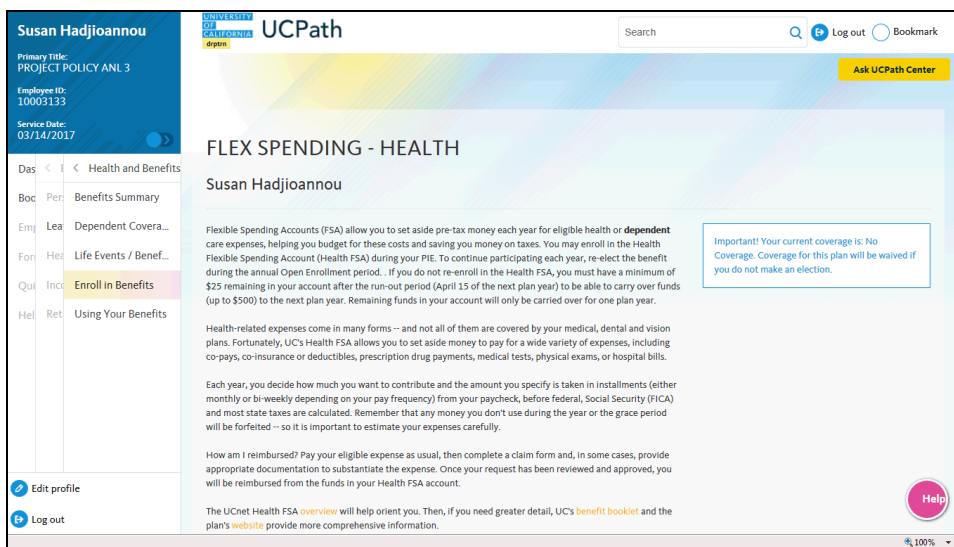 Susan Hadjioannou
Primary Title:
PROJECT POLICY ANL 3
Employee ID:
10003133
Service Date:
03/14/2017
UNIVERSITY
OF
CALIFORNIA
drptrn
UCPath
Search
Log out
Bookmark
Ask UCPath Center
Das
Boo
Em
For
Qui
Hel
Per
Lea
Hea
Inc
Ret
Health and Benefits
Benefits Summary
Dependent Covera...
Life Events / Benef...
Enroll in Benefits
Using Your Benefits
Edit profile
Log out
FLEX SPENDING - HEALTH
Susan Hadjioannou
Flexible Spending Accounts (FSA) allow you to set aside pre-tax money each year for eligible health or dependent
care expenses, helping you budget for these costs and saving you money on taxes. You may enroll in the Health
Flexible Spending Account (Health FSA) during your PIE. To continue participating each year, re-elect the benefit
during the annual Open Enrollment period. . If you do not re-enroll in the Health FSA, you must have a minimum of
$25 remaining in your account after the run-out period (April 15 of the next plan year) to be able to carry over funds
(up to $500) to the next plan year. Remaining funds in your account will only be carried over for one plan year.
Health-related expenses come in many forms -- and not all of them are covered by your medical, dental and vision
plans. Fortunately, UC's Health FSA allows you to set aside money to pay for a wide variety of expenses, including
co-pays, co-insurance or deductibles, prescription drug payments, medical tests, physical exams, or hospital bills.
Each year, you decide how much you want to contribute and the amount you specify is taken in installments (either
monthly or bi-weekly depending on your pay frequency) from your paycheck, before federal, Social Security (FICA)
and most state taxes are calculated. Remember that any money you don't use during the year or the grace period
will be forfeited -- so it is important to estimate your expenses carefully.
How am I reimbursed? Pay your eligible expense as usual, then complete a claim form and, in some cases, provide
appropriate documentation to substantiate the expense. Once your request has been reviewed and approved, you
will be reimbursed from the funds in your Health FSA account.
The UCnet Health FSA overview will help orient you. Then, if you need greater detail, UC's benefit booklet and the
plan's website provide more comprehensive information.
Important! Your current coverage is: No
Coverage. Coverage for this plan will be waived if
you do not make an election.
Help
100%